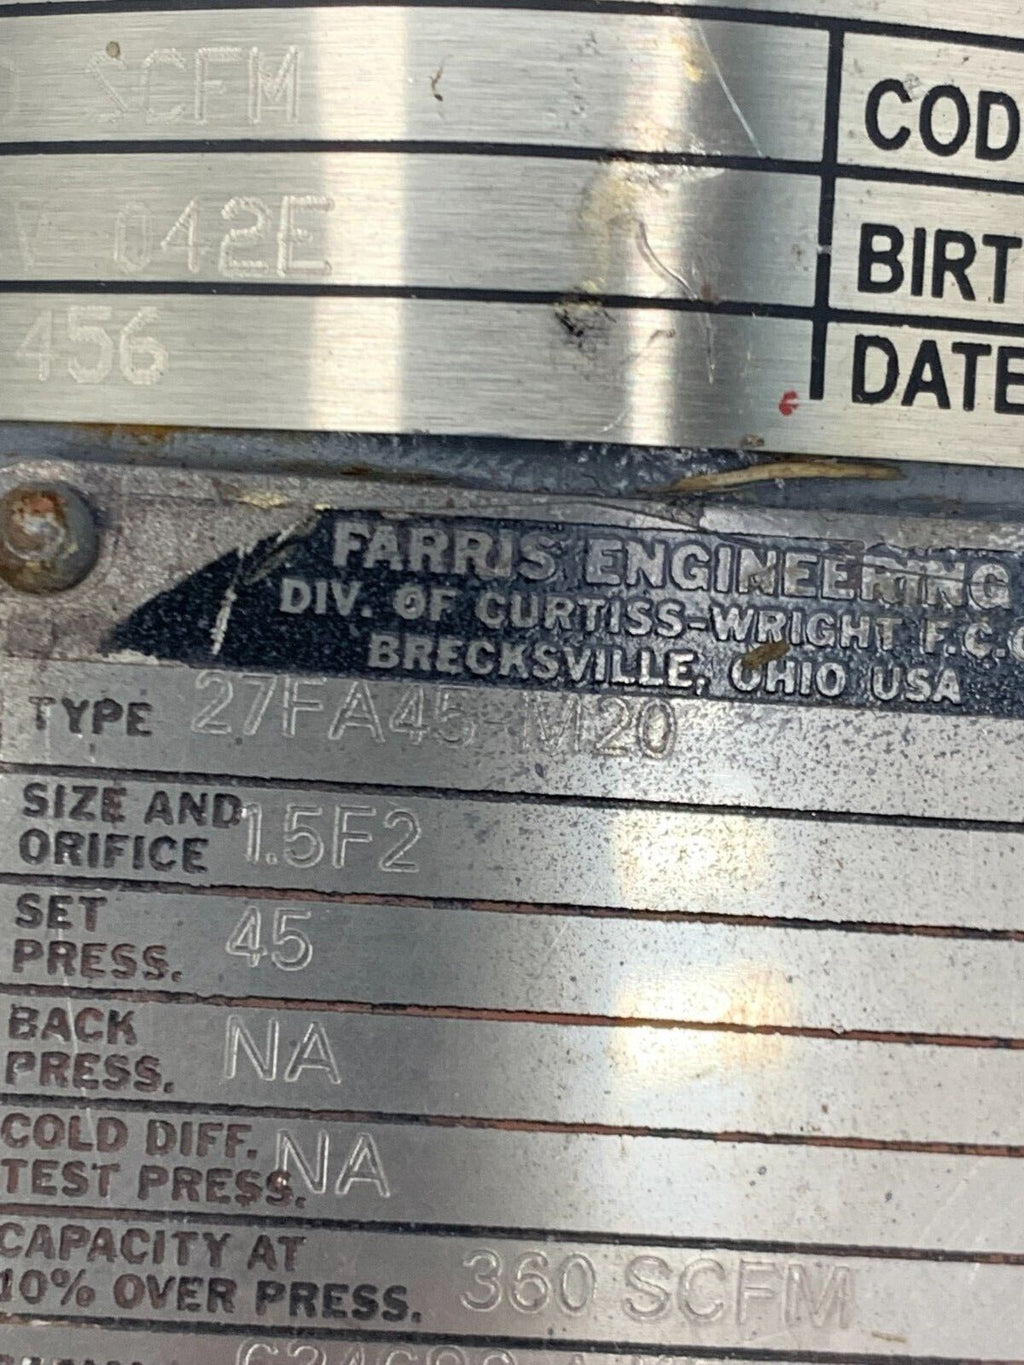 SCFM
COD
042E
BIRT
456
DATE
FARRIS ENGINEERING
DIV. OF CURTISS-WRIGHT F.C.C
BRECKSVILLE, OHIO USA
TYPE 27FA45-M20
SIZE AND
ORIFICE 1.5F2
SET
PRESS. 45
BACK
PRESS. NA
COLD DIFF.
TEST PRESS. NA
CAPACITY AT
10% OVER PRESS. 360 SCFM